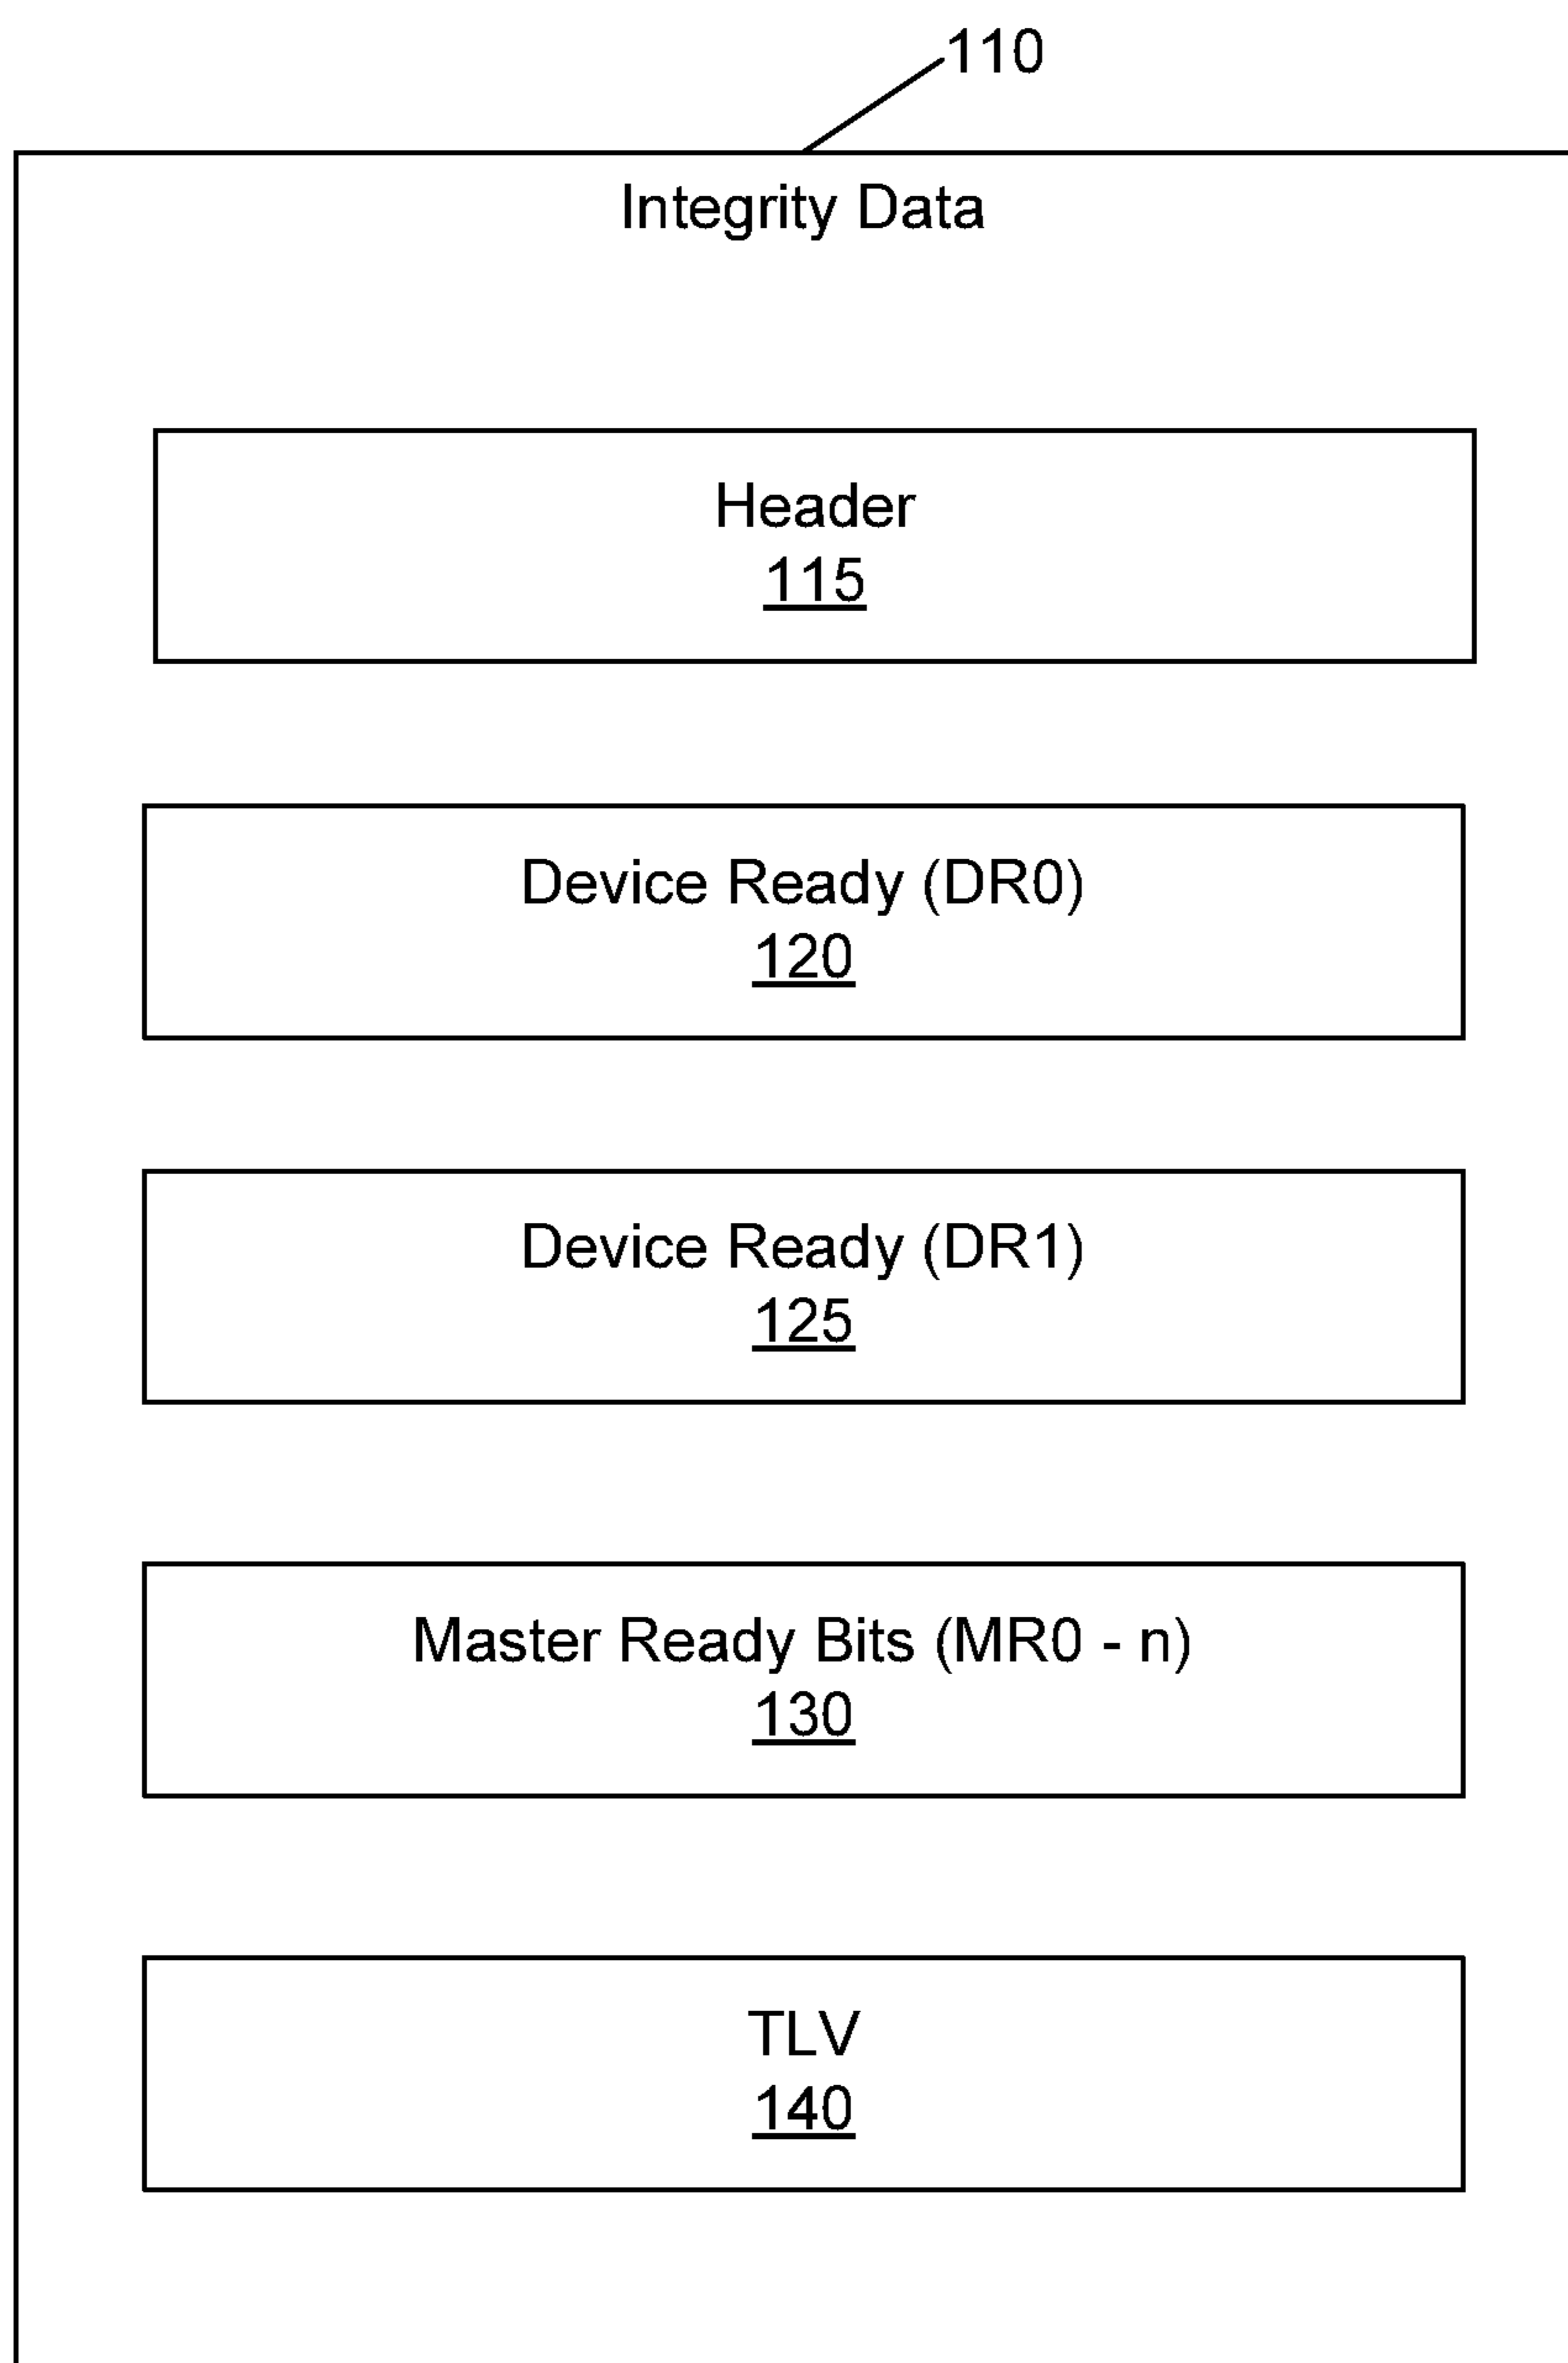 110
Integrity Data
Header
115
Device Ready (DR0)
120
Device Ready (DR1)
125
Master Ready Bits (MR0 - n)
130
TLV
140